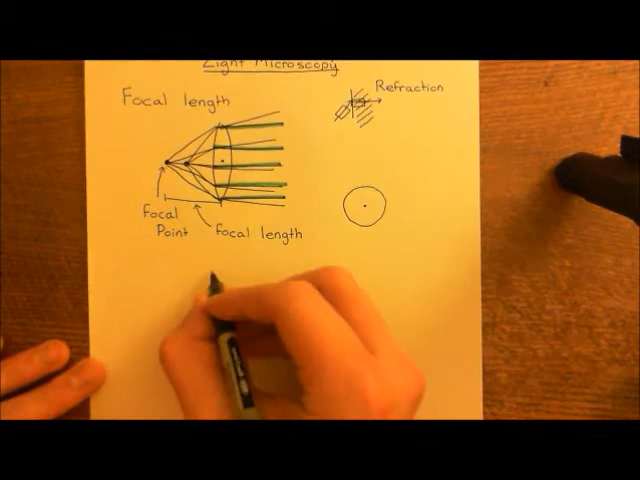 Light Microscopy
Focal length
Refraction
focal
Point
focal length